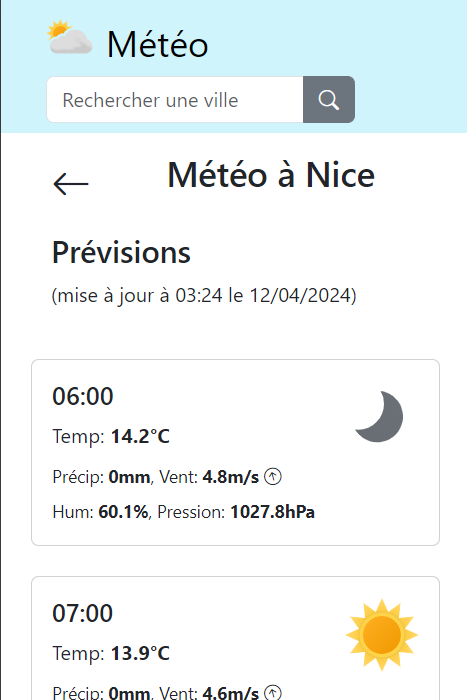 Météo
Rechercher une ville
Météo à Nice
Prévisions
(mise à jour à 03:24 le 12/04/2024)
06:00
Temp: 14.2°C
Précip: 0mm, Vent: 4.8m/s
Hum: 60.1%, Pression: 1027.8hPa
07:00
Temp: 13.9°C
Précip: 0mm, Vent: 4.6m/s